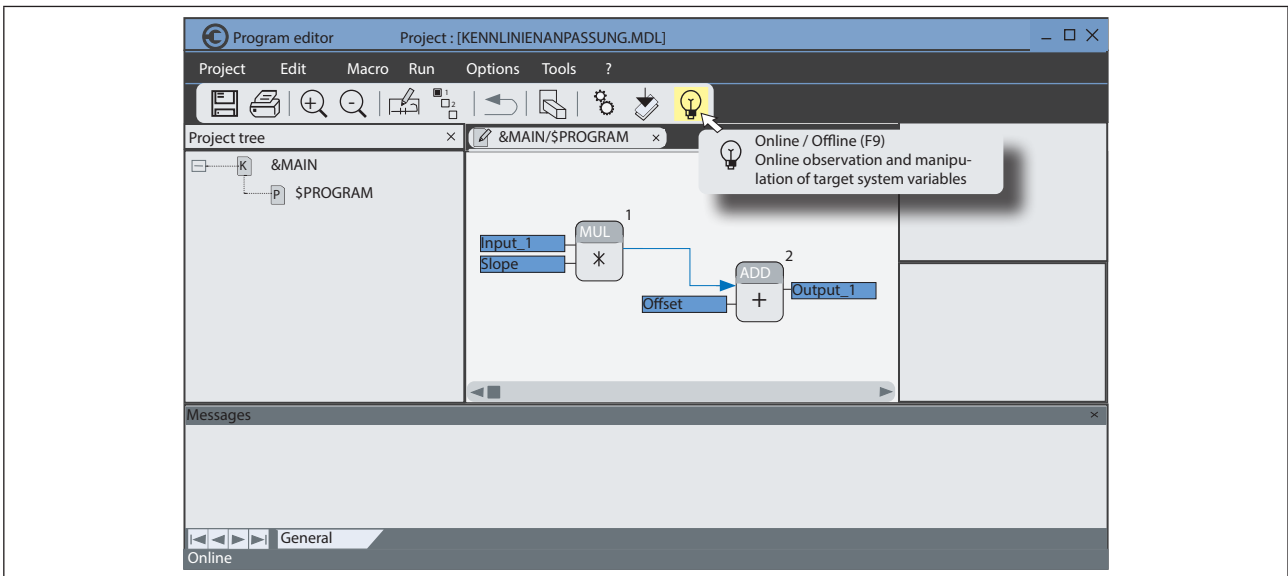 Program editor Project : [KENNLINIENANPASSUNG.MDL]
Project Edit Macro Run Options Tools ?
1
2
Project tree ×
&MAIN/$PROGRAM ×
Online / Offline (F9)
Online observation and manipu-
lation of target system variables
K &MAIN
P $PROGRAM
1
MUL
Input_1
Slope
*
2
ADD
Output_1
Offset
+
Messages ×
General
Online